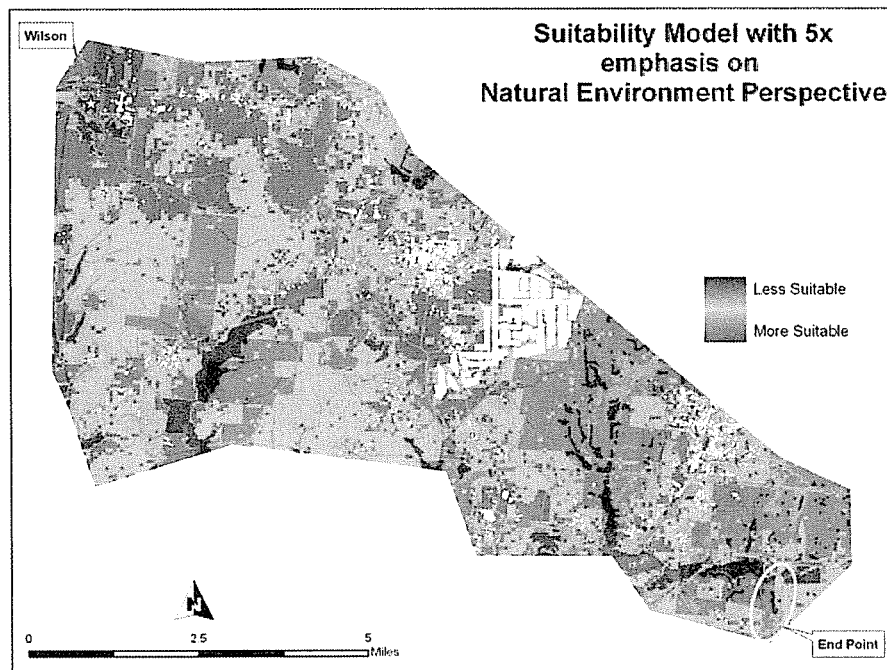 Wilson
Suitability Model with 5x
emphasis on
Natural Environment Perspective
Less Suitable
More Suitable
N
0 2.5 5
Miles
End Point